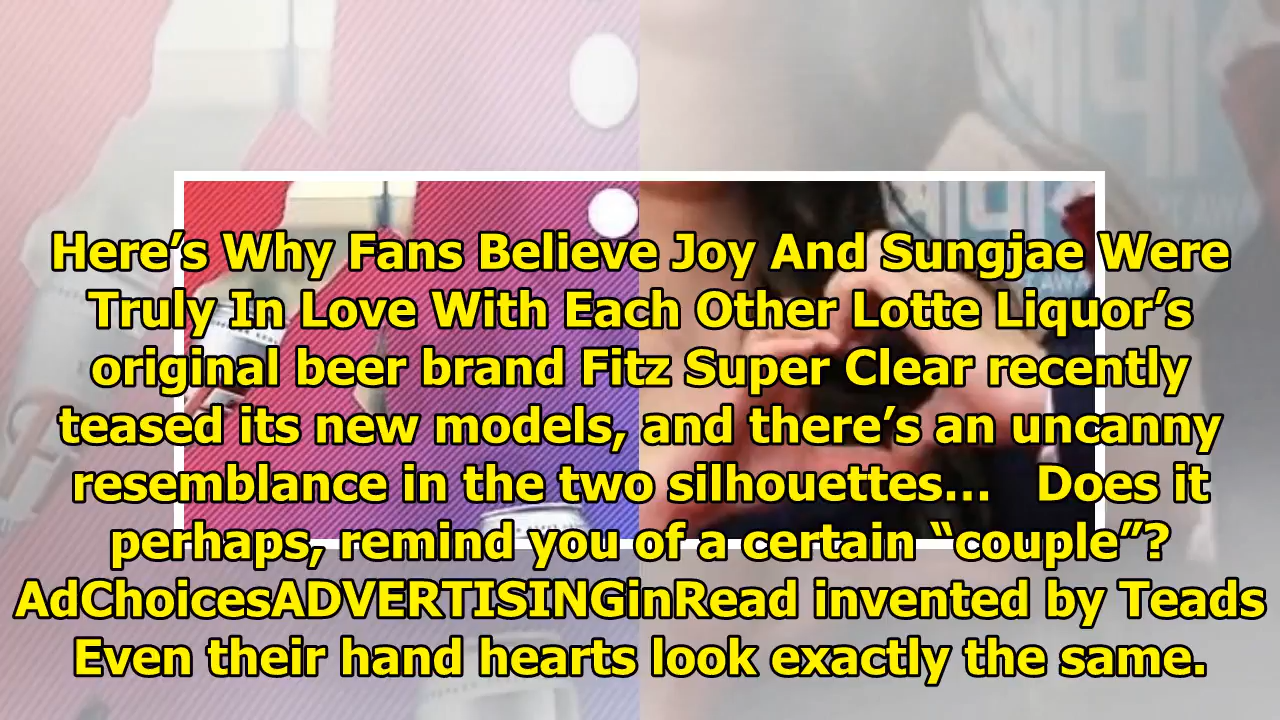 Here’s Why Fans Believe Joy And Sungjae Were
Truly In Love With Each Other Lotte Liquor’s
original beer brand Fitz Super Clear recently
teased its new models, and there’s an uncanny
resemblance in the two silhouettes…   Does it
perhaps, remind you of a certain “couple”?
AdChoicesADVERTISINGinRead invented by Teads
Even their hand hearts look exactly the same.